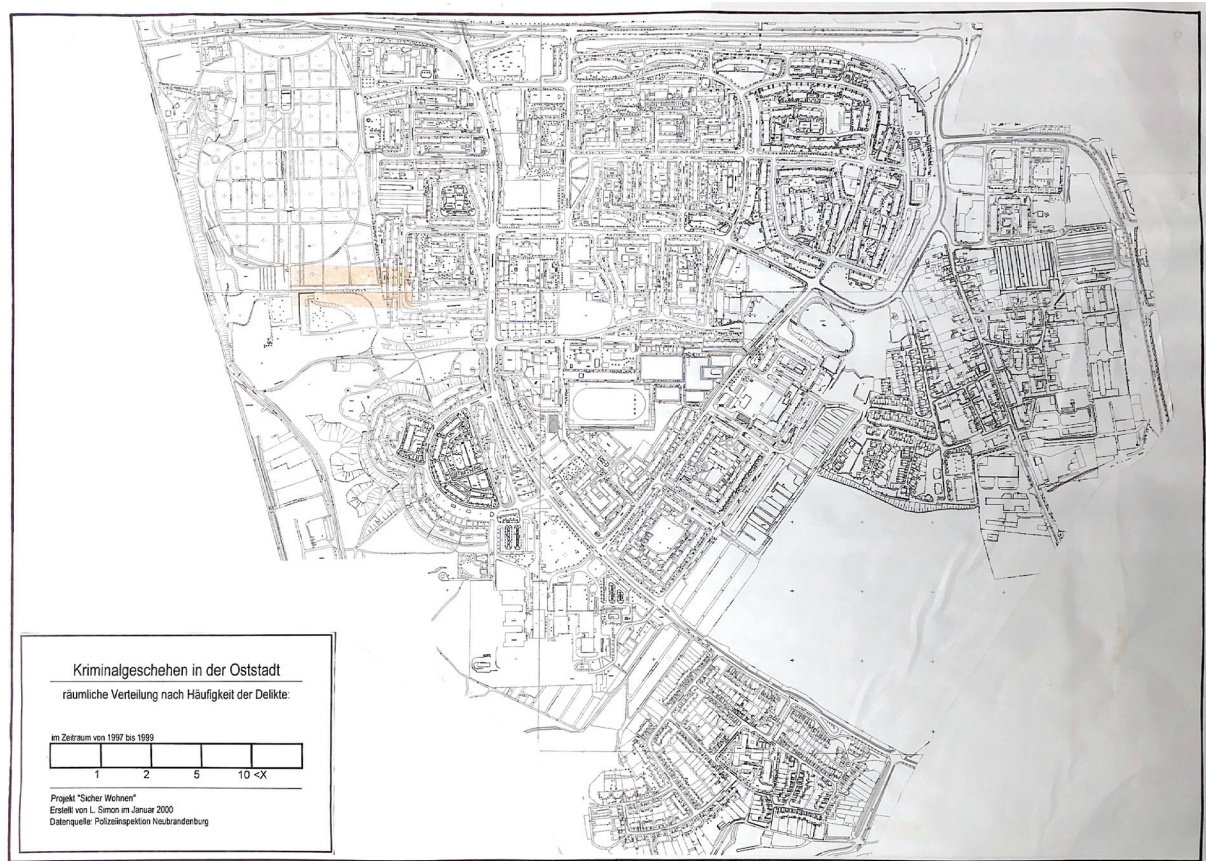 Kriminalgeschehen in der Oststadt
räumliche Verteilung nach Häufigkeit der Delikte:
im Zeitraum von 1997 bis 1999
1 2 5 10 <X
Projekt "Sicher Wohnen"
Erstellt von L. Simon im Januar 2000
Datenquelle: Polizeiinspektion Neubrandenburg